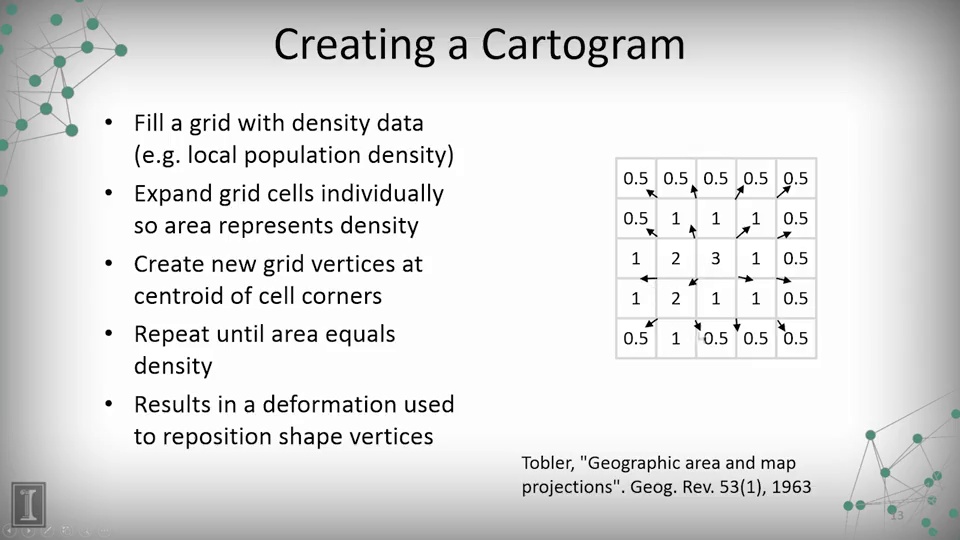 Creating a Cartogram
• Fill a grid with density data
(e.g. local population density)
• Expand grid cells individually
so area represents density
• Create new grid vertices at
centroid of cell corners
• Repeat until area equals
density
• Results in a deformation used
to reposition shape vertices
0.5 0.5 0.5 0.5 0.5
0.5 1 1 1 0.5
1 2 3 1 0.5
1 2 1 1 0.5
0.5 1 0.5 0.5 0.5
Tobler, "Geographic area and map
projections". Geog. Rev. 53(1), 1963
I
13